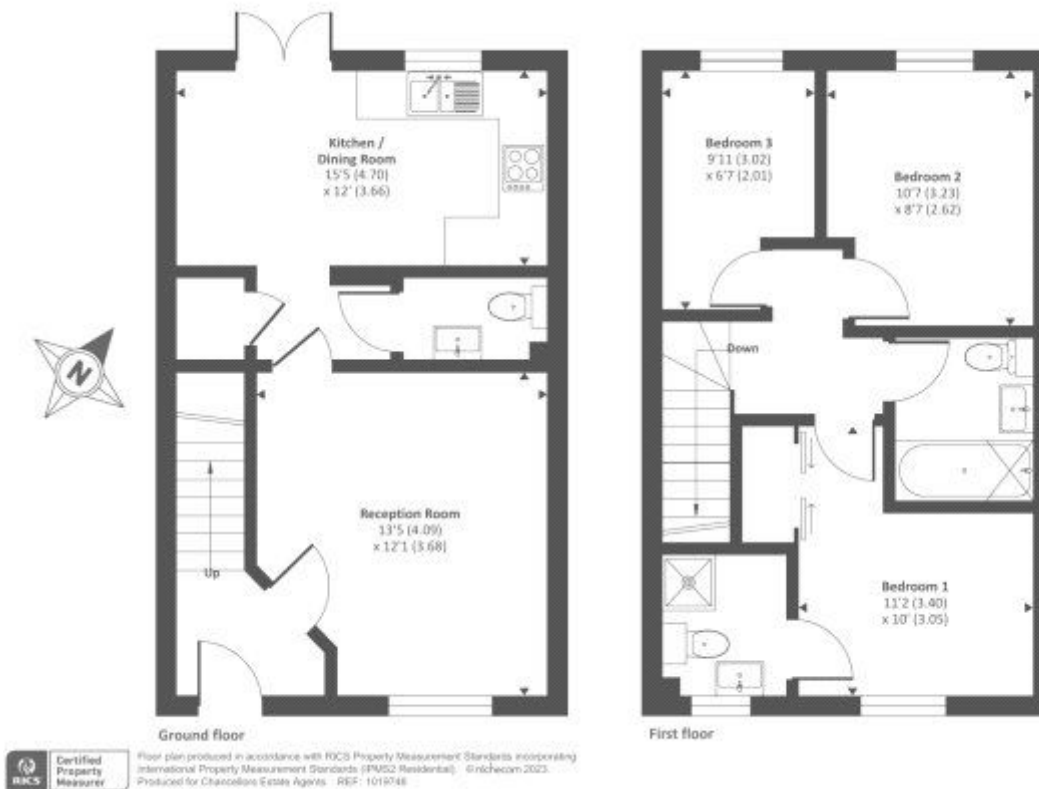 Kitchen /
Dining Room
15'5 (4.70)
x 12' (3.66)
N
Up
Reception Room
13'5 (4.09)
x 12'1 (3.68)
Ground floor
Bedroom 3
9'11 (3.02)
x 6'7 (2.01)
Bedroom 2
10'7 (3.23)
x 8'7 (2.62)
Down
Bedroom 1
11'2 (3.40)
x 10' (3.05)
First floor
RICS
Certified
Property
Measurer
Floor plan produced in accordance with RICS Property Measurement Standards incorporating
International Property Measurement Standards (IPMS2 Residential). ©nichecom 2023.
Produced for Chancellors Estate Agents. REF: 1019746